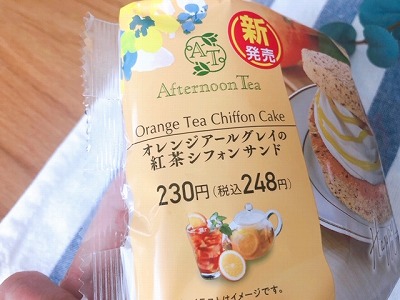 新
発売
A-T
Afternoon Tea
Orange Tea Chiffon Cake
オレンジアールグレイの
紅茶シフォンサンド
230円(税込248円)
はイメージです。